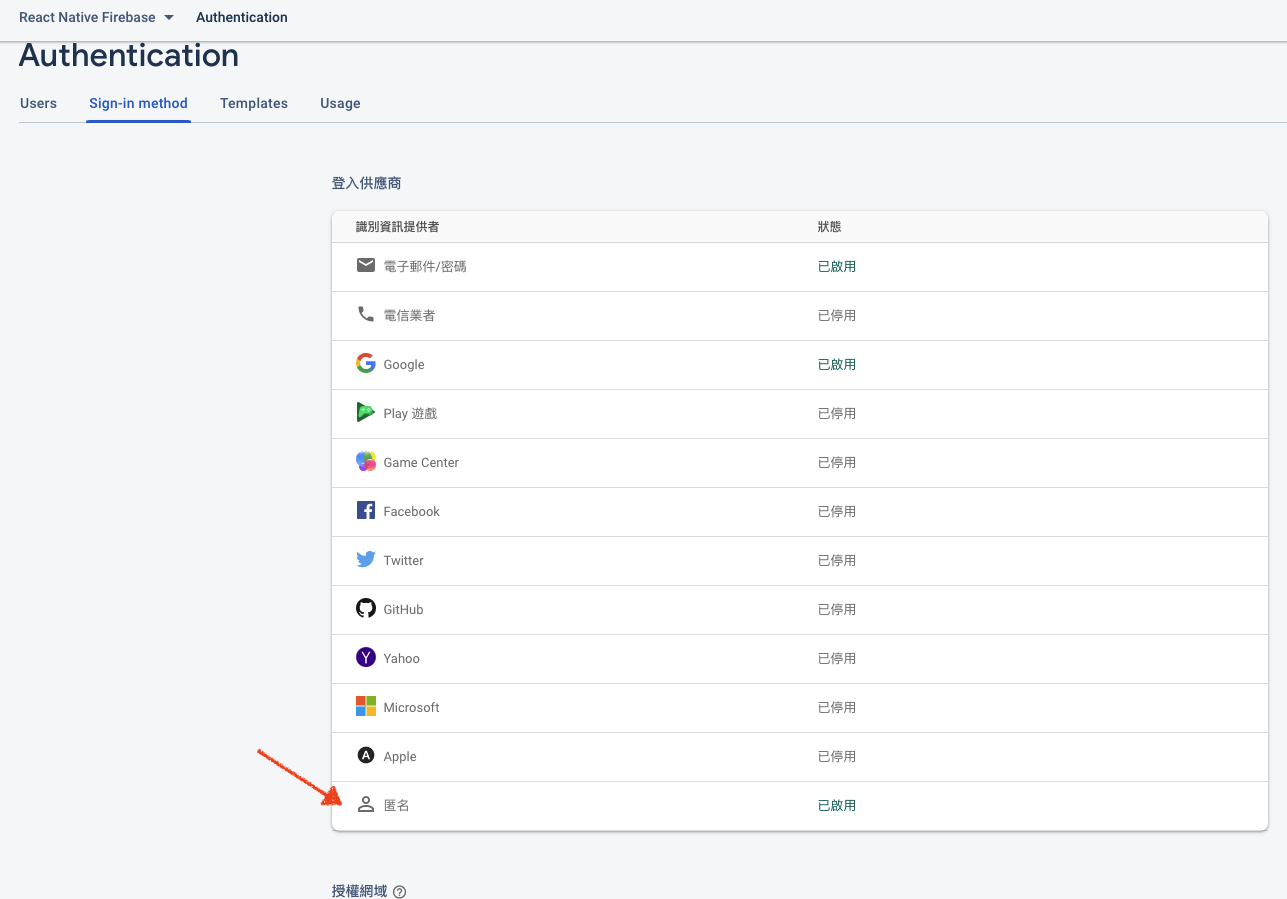 React Native Firebase Authentication
Authentication
Users Sign-in method Templates Usage
登入供應商
識別資訊提供者 狀態
電子郵件/密碼 已啟用
電信業者 已停用
Google 已啟用
Play 遊戲 已停用
Game Center 已停用
Facebook 已停用
Twitter 已停用
GitHub 已停用
Yahoo 已停用
Microsoft 已停用
Apple 已停用
匿名 已啟用
授權網域